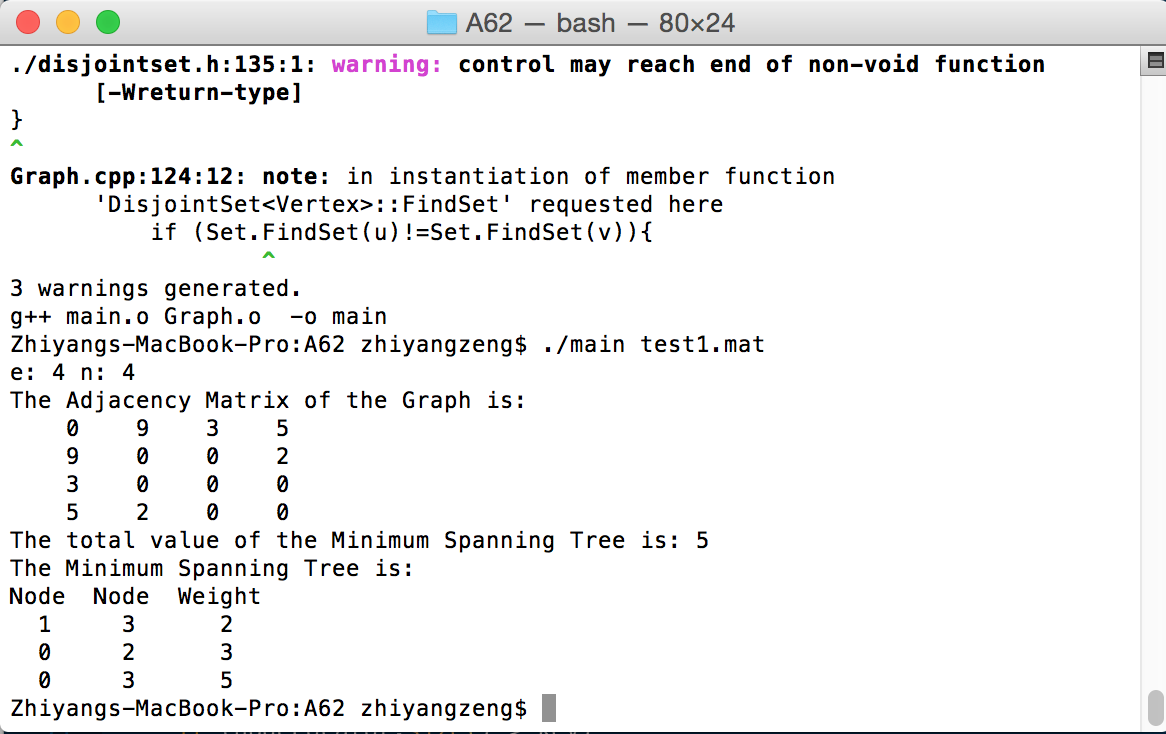 A62 — bash — 80×24
./disjointset.h:135:1: warning: control may reach end of non-void function
[-Wreturn-type]
}
^
Graph.cpp:124:12: note: in instantiation of member function
'DisjointSet<Vertex>::FindSet' requested here
if (Set.FindSet(u)!=Set.FindSet(v)){
^
3 warnings generated.
g++ main.o Graph.o  -o main
Zhiyangs-MacBook-Pro:A62 zhiyangzeng$ ./main test1.mat
e: 4 n: 4
The Adjacency Matrix of the Graph is:
0 9 3 5
9 0 0 2
3 0 0 0
5 2 0 0
The total value of the Minimum Spanning Tree is: 5
The Minimum Spanning Tree is:
Node Node Weight
1 3 2
0 2 3
0 3 5
Zhiyangs-MacBook-Pro:A62 zhiyangzeng$